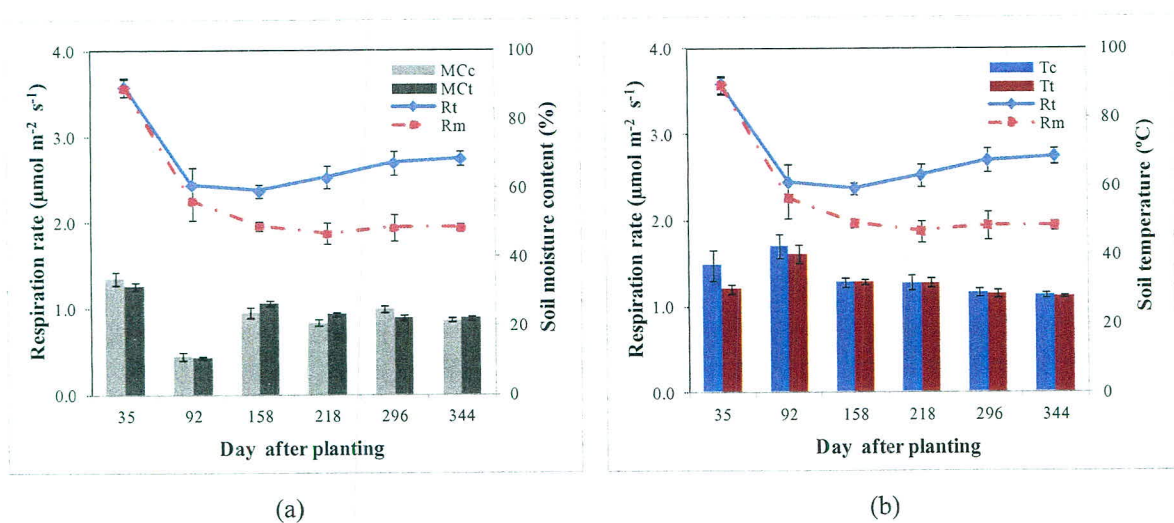 4.0
3.0
2.0
1.0
0.0
Respiration rate (μmol m⁻² s⁻¹)
MCc
MCt
Rt
Rm
100
80
60
40
20
0
Soil moisture content (%)
35 92 158 218 296 344
Day after planting
(a)
4.0
3.0
2.0
1.0
0.0
Respiration rate (μmol m⁻² s⁻¹)
Tc
Tt
Rt
Rm
100
80
60
40
20
0
Soil temperature (ºC)
35 92 158 218 296 344
Day after planting
(b)